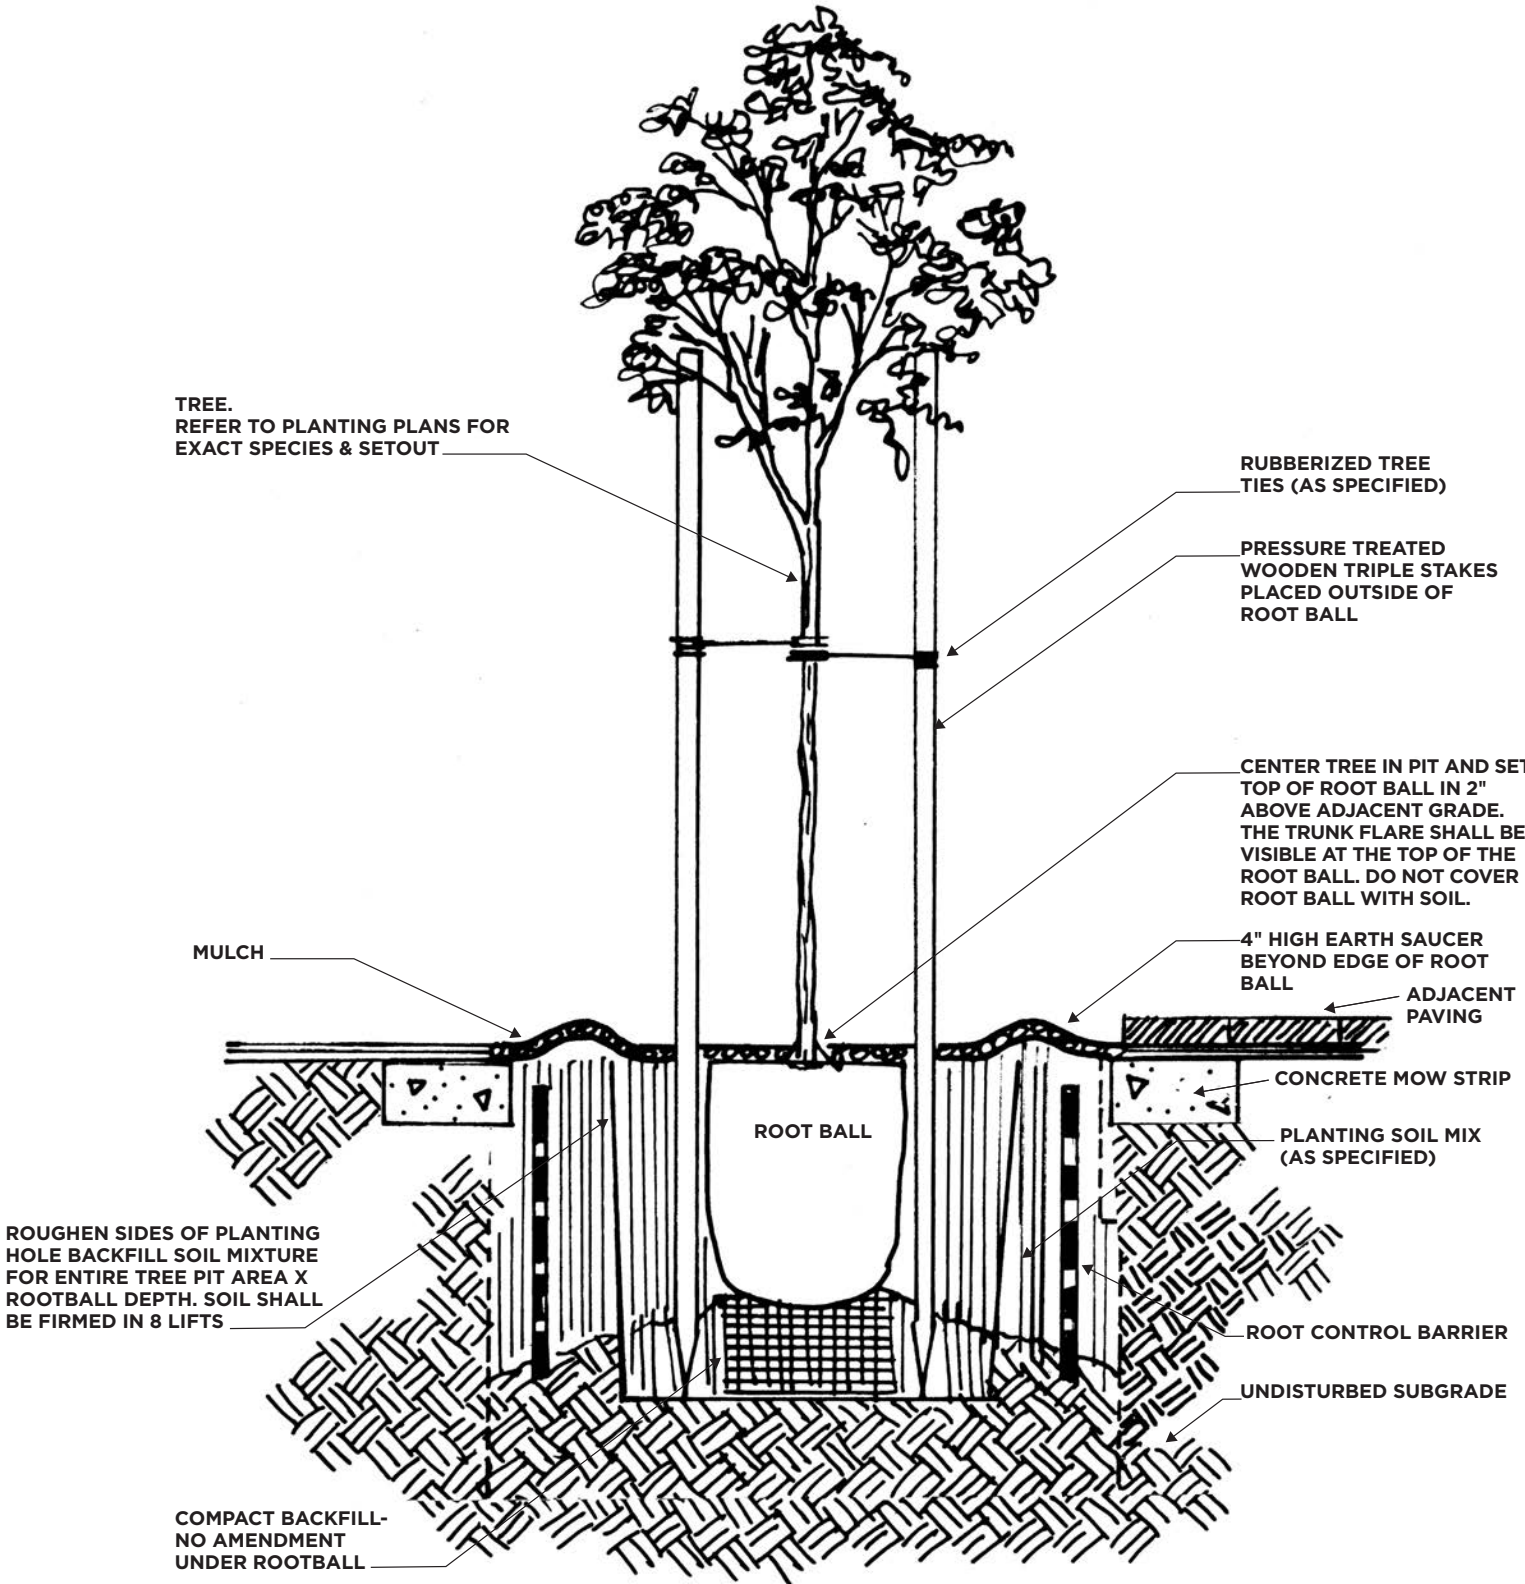 TREE.
REFER TO PLANTING PLANS FOR
EXACT SPECIES & SETOUT
RUBBERIZED TREE
TIES (AS SPECIFIED)
PRESSURE TREATED
WOODEN TRIPLE STAKES
PLACED OUTSIDE OF
ROOT BALL
CENTER TREE IN PIT AND SET
TOP OF ROOT BALL IN 2"
ABOVE ADJACENT GRADE.
THE TRUNK FLARE SHALL BE
VISIBLE AT THE TOP OF THE
ROOT BALL. DO NOT COVER
ROOT BALL WITH SOIL.
MULCH
4" HIGH EARTH SAUCER
BEYOND EDGE OF ROOT
BALL
ADJACENT
PAVING
CONCRETE MOW STRIP
ROOT BALL
PLANTING SOIL MIX
(AS SPECIFIED)
ROUGHEN SIDES OF PLANTING
HOLE BACKFILL SOIL MIXTURE
FOR ENTIRE TREE PIT AREA X
ROOTBALL DEPTH. SOIL SHALL
BE FIRMED IN 8 LIFTS
ROOT CONTROL BARRIER
UNDISTURBED SUBGRADE
COMPACT BACKFILL-
NO AMENDMENT
UNDER ROOTBALL